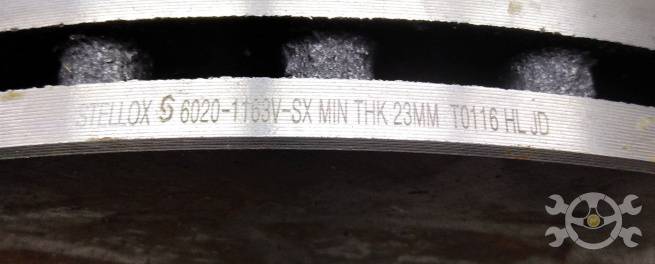 STELLOX S 6020-1163V-SX MIN THK 23MM T0116 HL JD